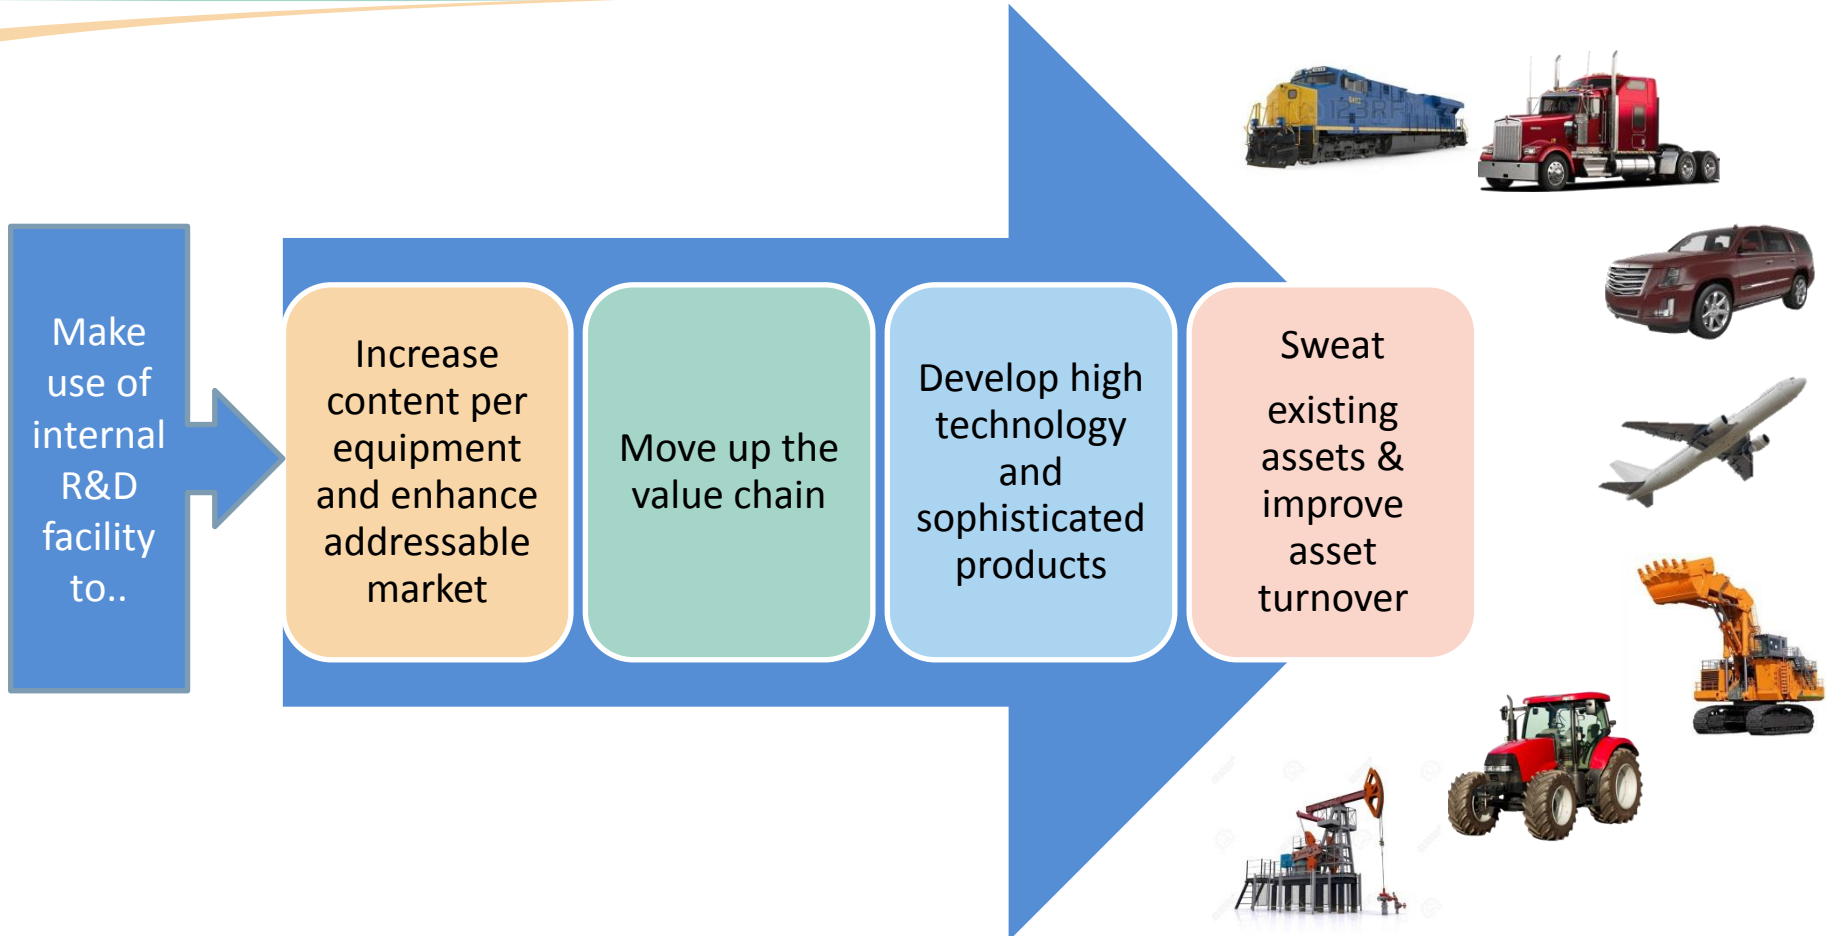 Make
use of
internal
R&D
facility
to..
Increase
content per
equipment
and enhance
addressable
market
Move up the
value chain
Develop high
technology
and
sophisticated
products
Sweat
existing
assets &
improve
asset
turnover